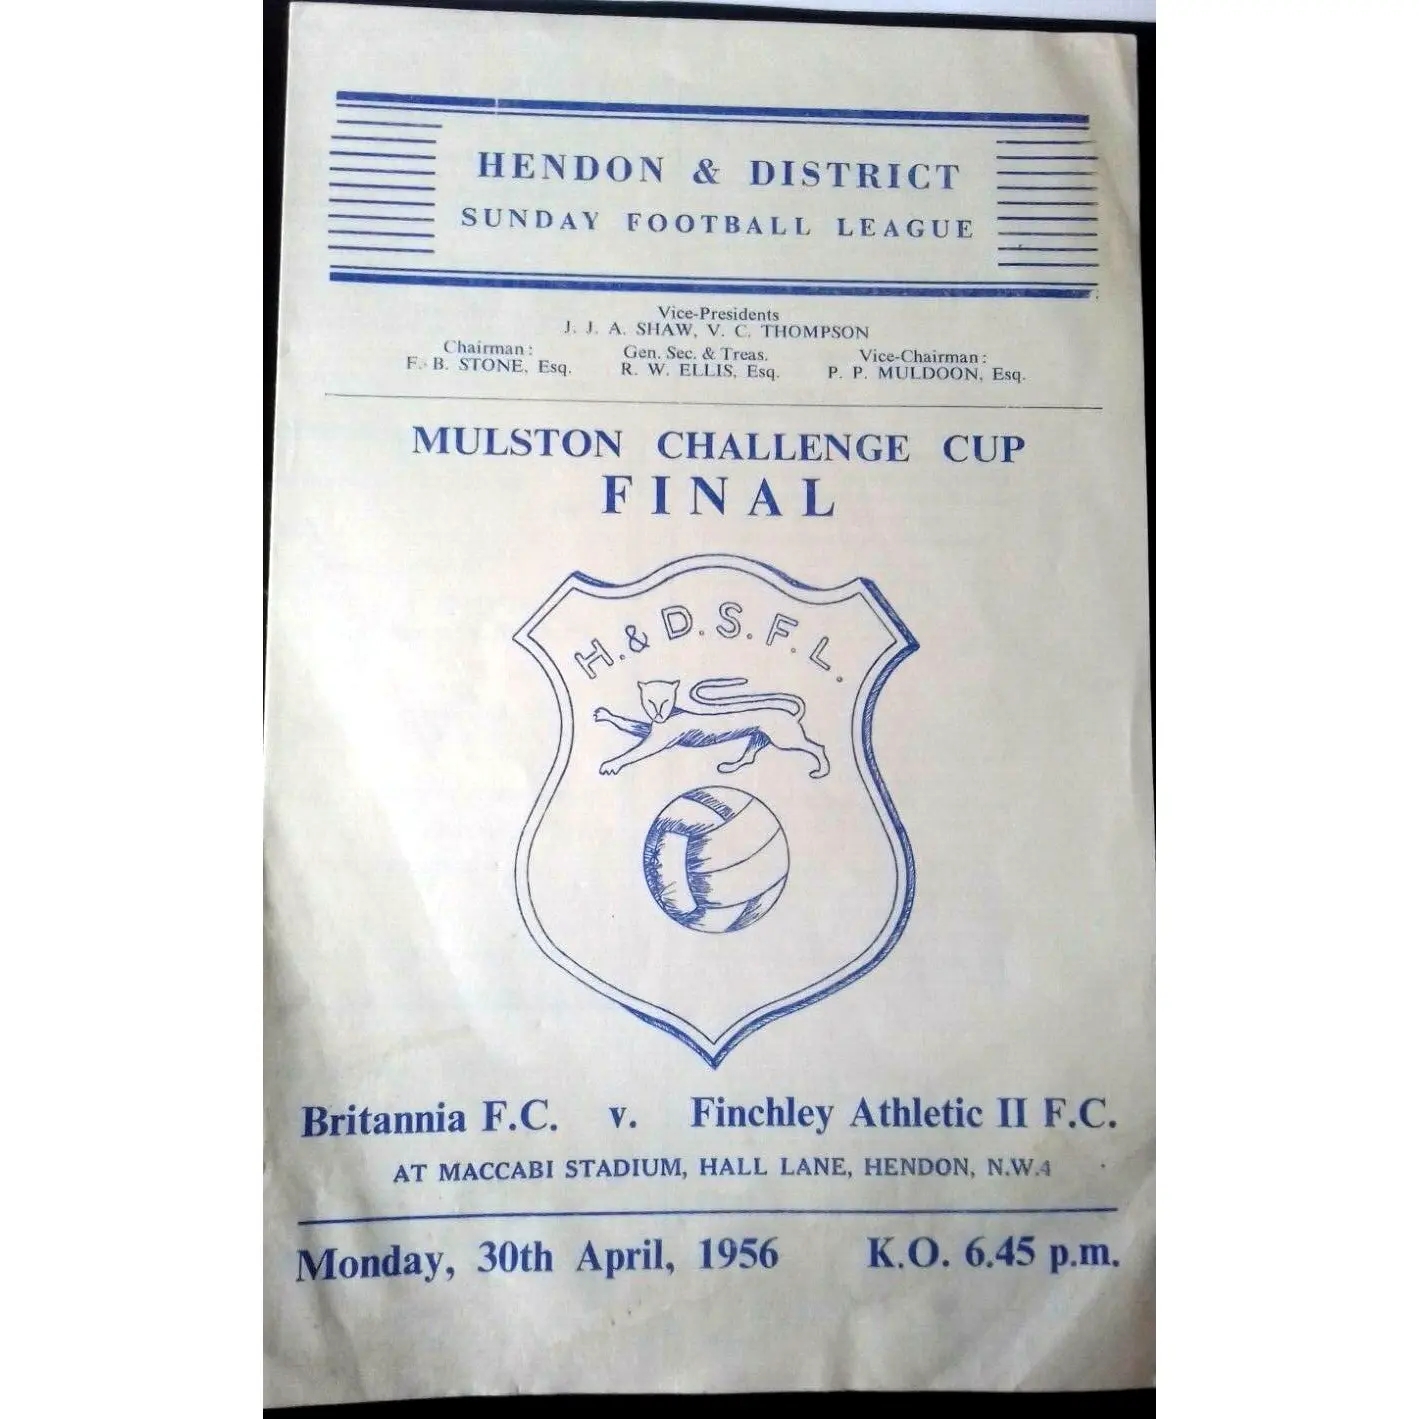 HENDON & DISTRICT
SUNDAY FOOTBALL LEAGUE
Vice-Presidents
J. J. A. SHAW, V. C. THOMPSON
Chairman: Gen. Sec. & Treas. Vice-Chairman:
F. B. STONE, Esq. R. W. ELLIS, Esq. P. P. MULDOON, Esq.
MULSTON CHALLENGE CUP
FINAL
H. & D. S. F. L.
Britannia F.C. v. Finchley Athletic II F.C.
AT MACCABI STADIUM, HALL LANE, HENDON, N.W.4
Monday, 30th April, 1956 K.O. 6.45 p.m.